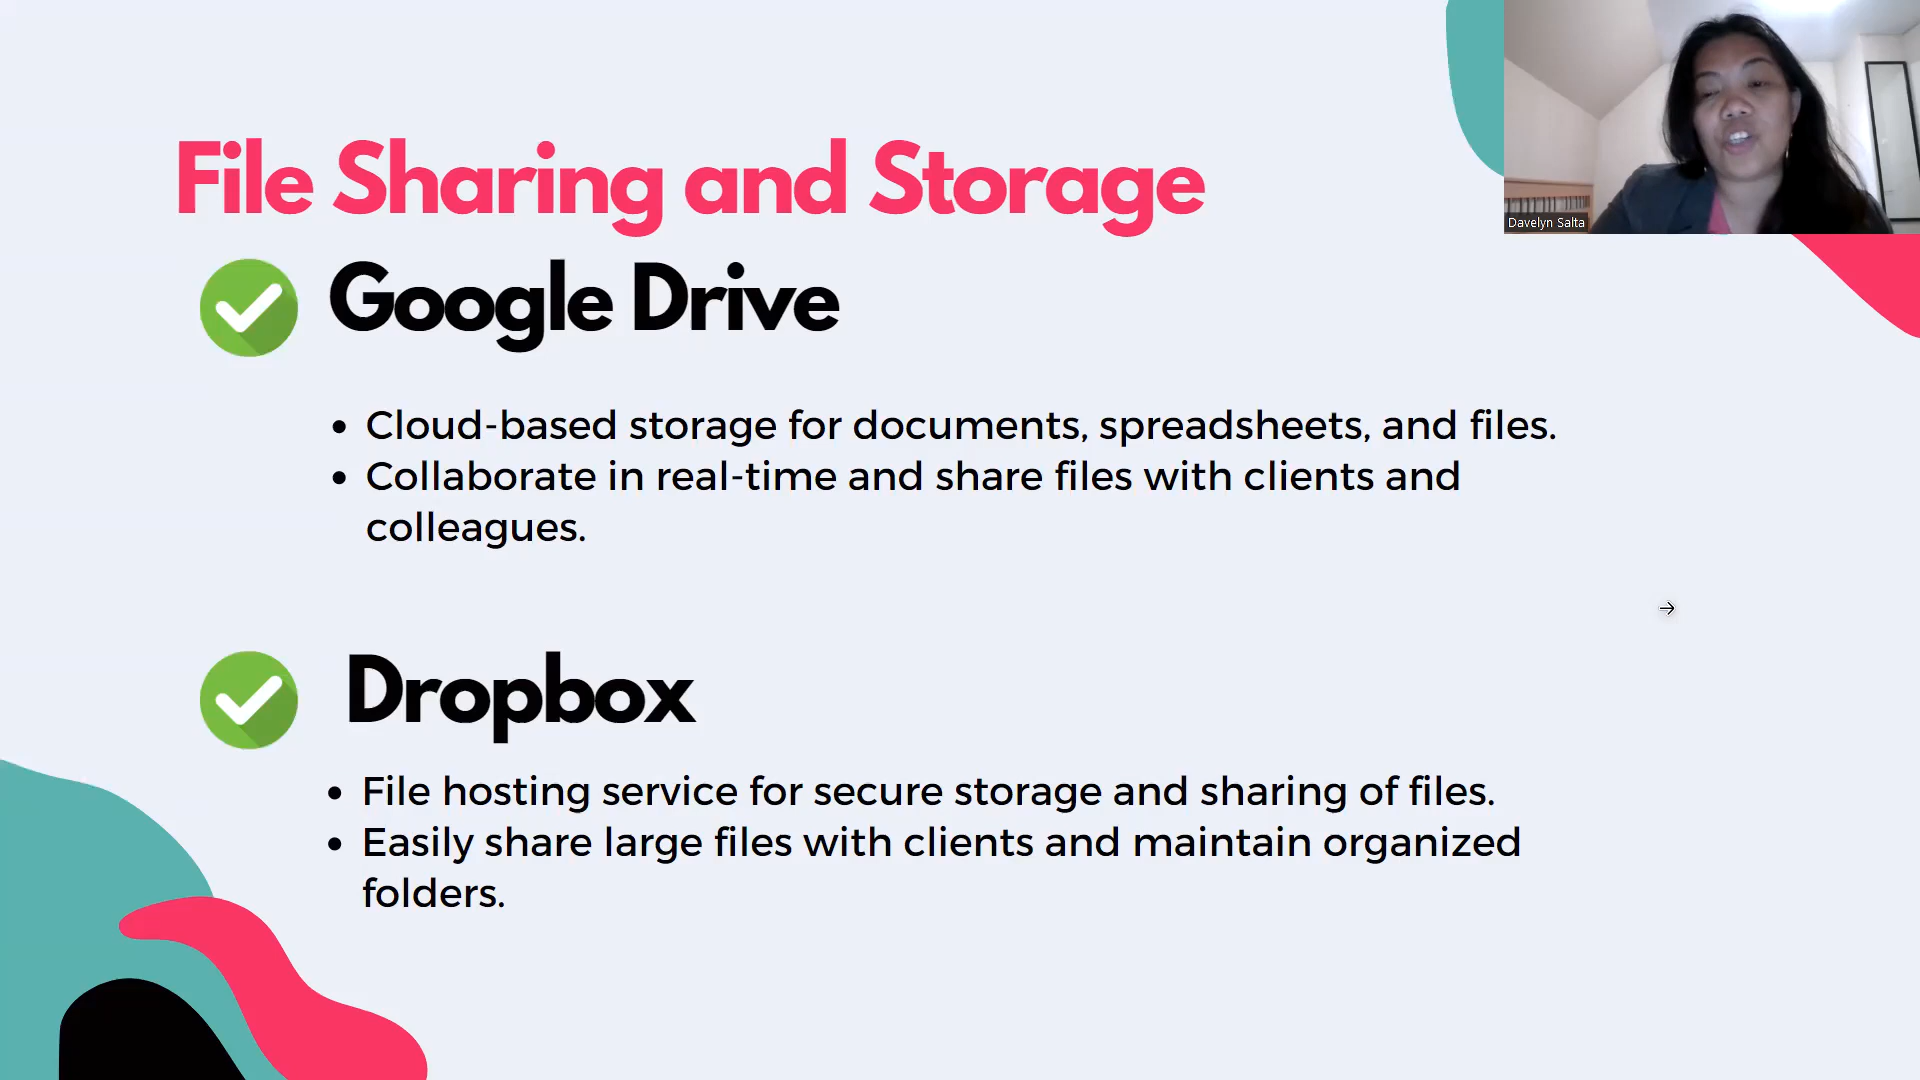 File Sharing and Storage
Google Drive
• Cloud-based storage for documents, spreadsheets, and files.
• Collaborate in real-time and share files with clients and
colleagues.
Dropbox
• File hosting service for secure storage and sharing of files.
• Easily share large files with clients and maintain organized
folders.
Davelyn Salta